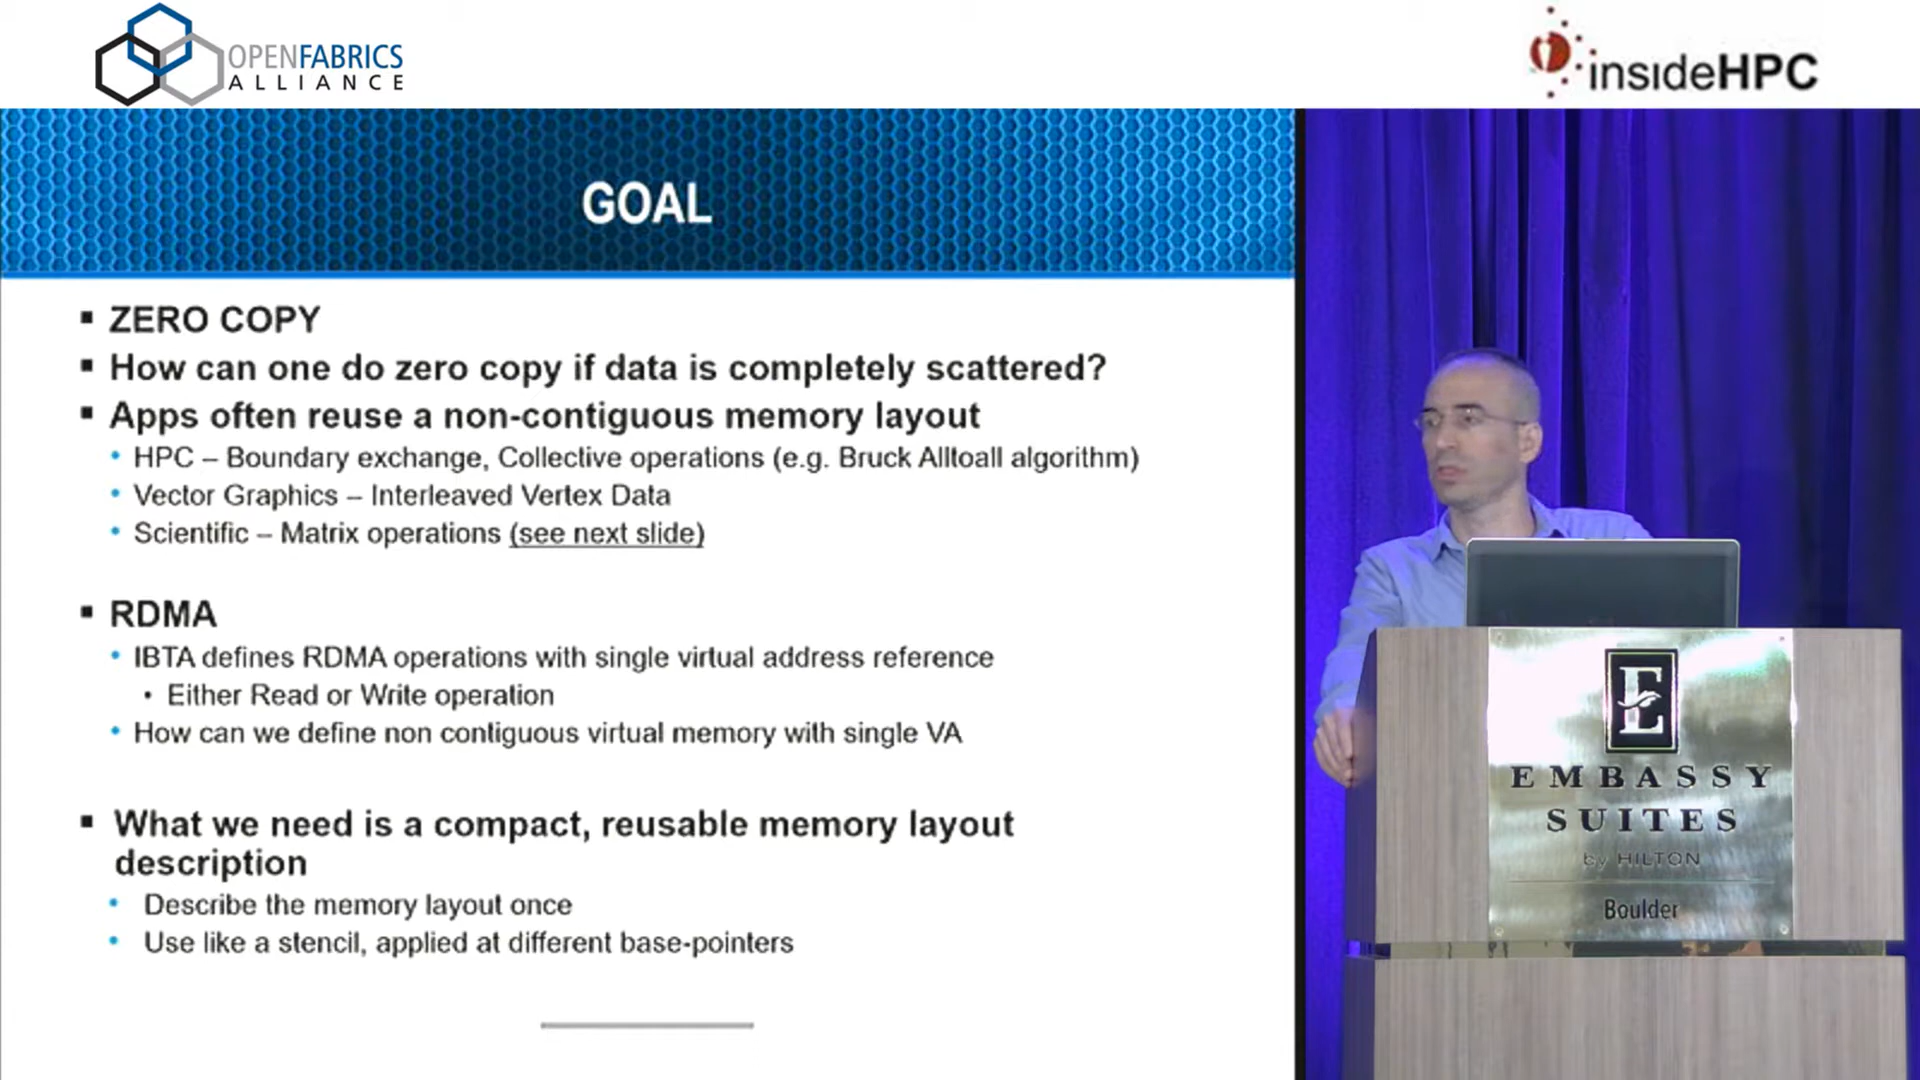 OPENFABRICS
ALLIANCE
insideHPC
GOAL
▪ ZERO COPY
▪ How can one do zero copy if data is completely scattered?
▪ Apps often reuse a non-contiguous memory layout
• HPC – Boundary exchange, Collective operations (e.g. Bruck Alltoall algorithm)
• Vector Graphics – Interleaved Vertex Data
• Scientific – Matrix operations (see next slide)
▪ RDMA
• IBTA defines RDMA operations with single virtual address reference
• Either Read or Write operation
• How can we define non contiguous virtual memory with single VA
▪ What we need is a compact, reusable memory layout
description
• Describe the memory layout once
• Use like a stencil, applied at different base-pointers
E
EMBASSY
SUITES
by HILTON
Boulder